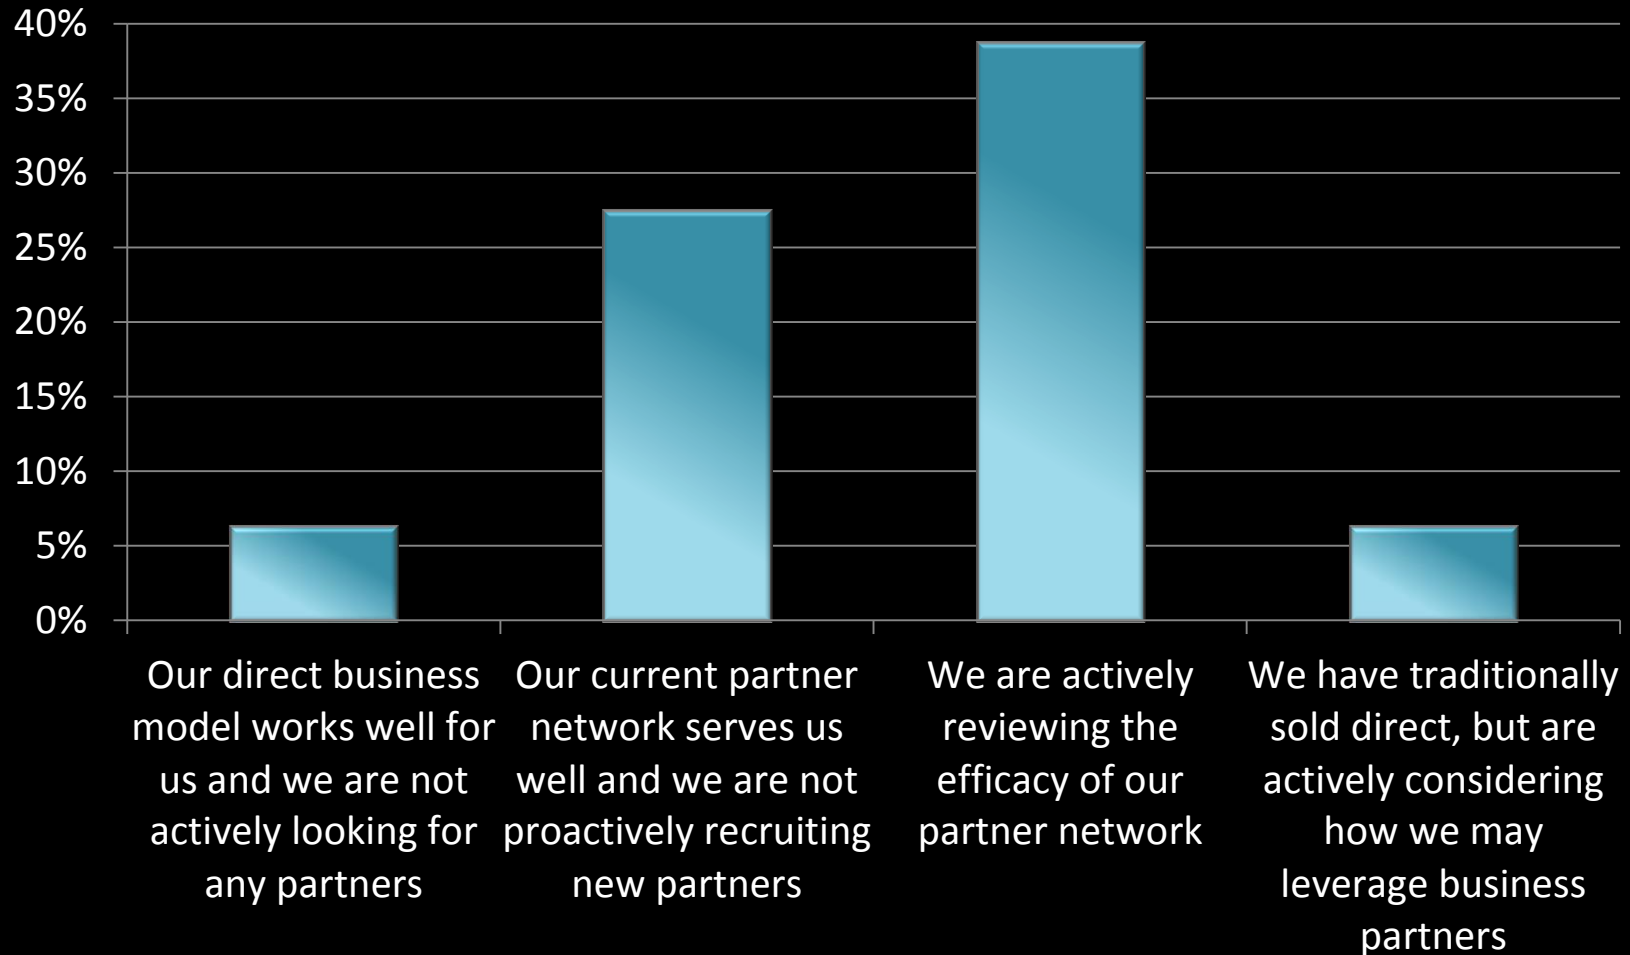 40%
35%
30%
25%
20%
15%
10%
5%
0%
Our direct business
model works well for
us and we are not
actively looking for
any partners
Our current partner
network serves us
well and we are not
proactively recruiting
new partners
We are actively
reviewing the
efficacy of our
partner network
We have traditionally
sold direct, but are
actively considering
how we may
leverage business
partners